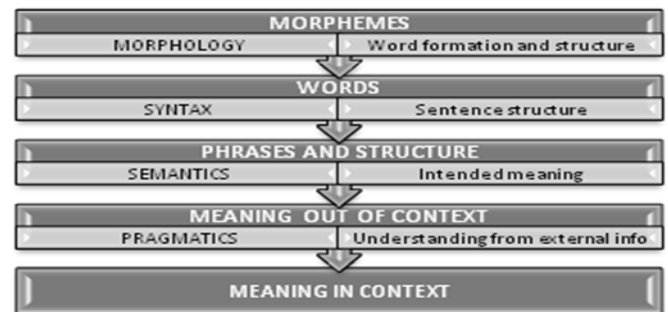 MORPHEMES
MORPHOLOGY Word formation and structure
WORDS
SYNTAX Sentence structure
PHRASES AND STRUCTURE
SEMANTICS Intended meaning
MEANING OUT OF CONTEXT
PRAGMATICS Understanding from external info
MEANING IN CONTEXT